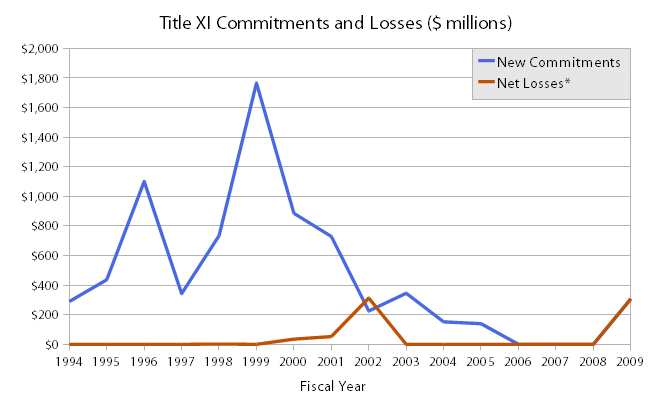 Title XI Commitments and Losses ($ millions)
$2,000
$1,800
$1,600
$1,400
$1,200
$1,000
$800
$600
$400
$200
$0
New Commitments
Net Losses*
1994 1995 1996 1997 1998 1999 2000 2001 2002 2003 2004 2005 2006 2007 2008 2009
Fiscal Year